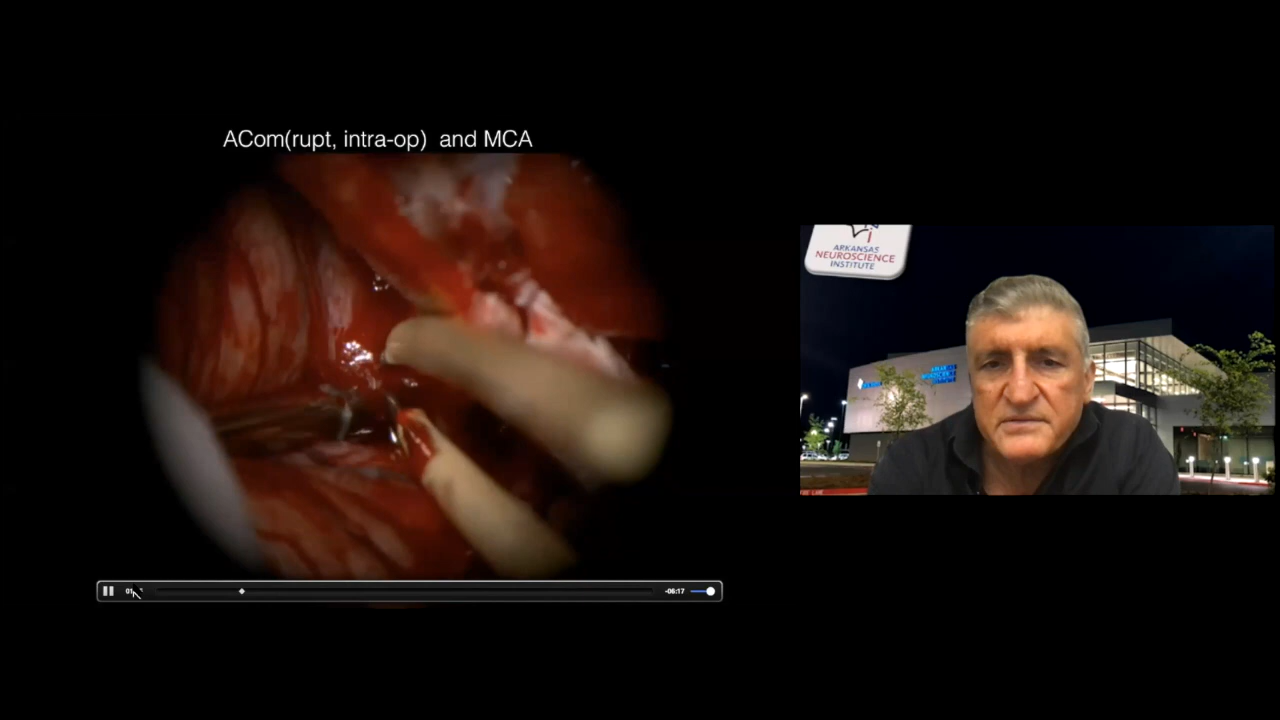 ACom(rupt, intra-op)  and MCA
ARKANSAS
NEUROSCIENCE
INSTITUTE
-06:17